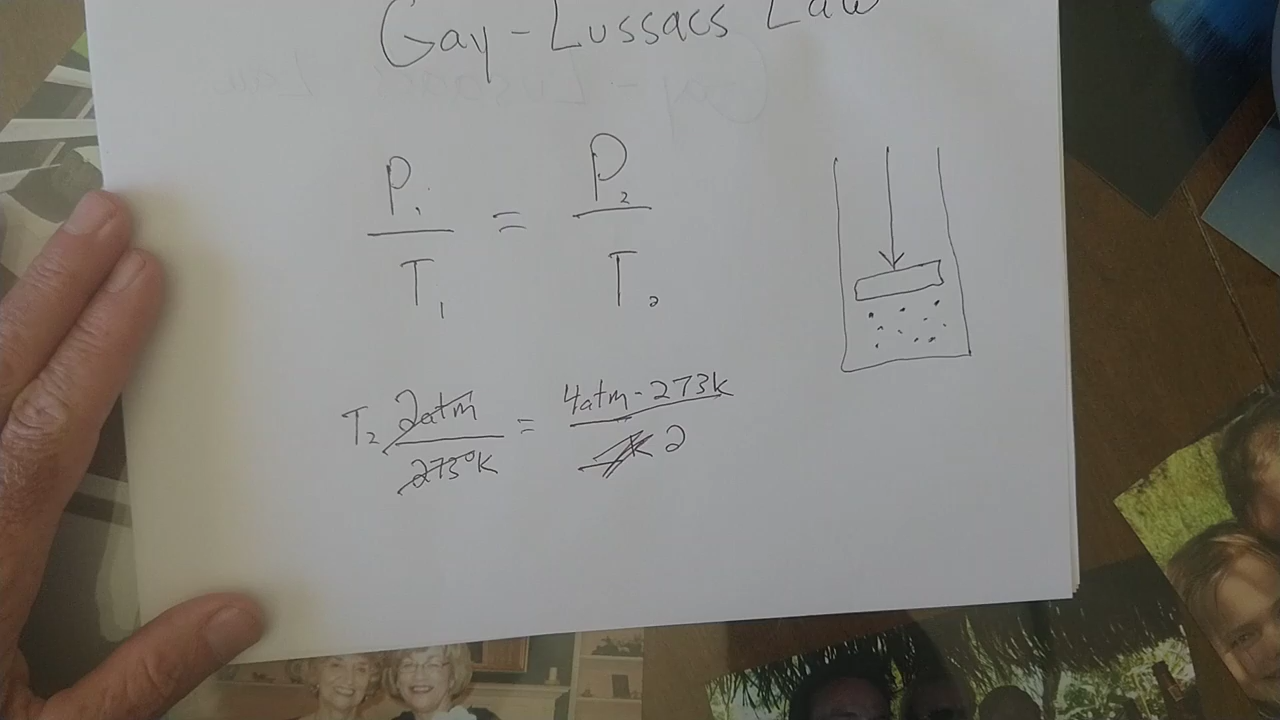 Gay-Lussacs Law
P1 = P2
T1 T2
T2 2atm = 4atm - 273k
273°K 2